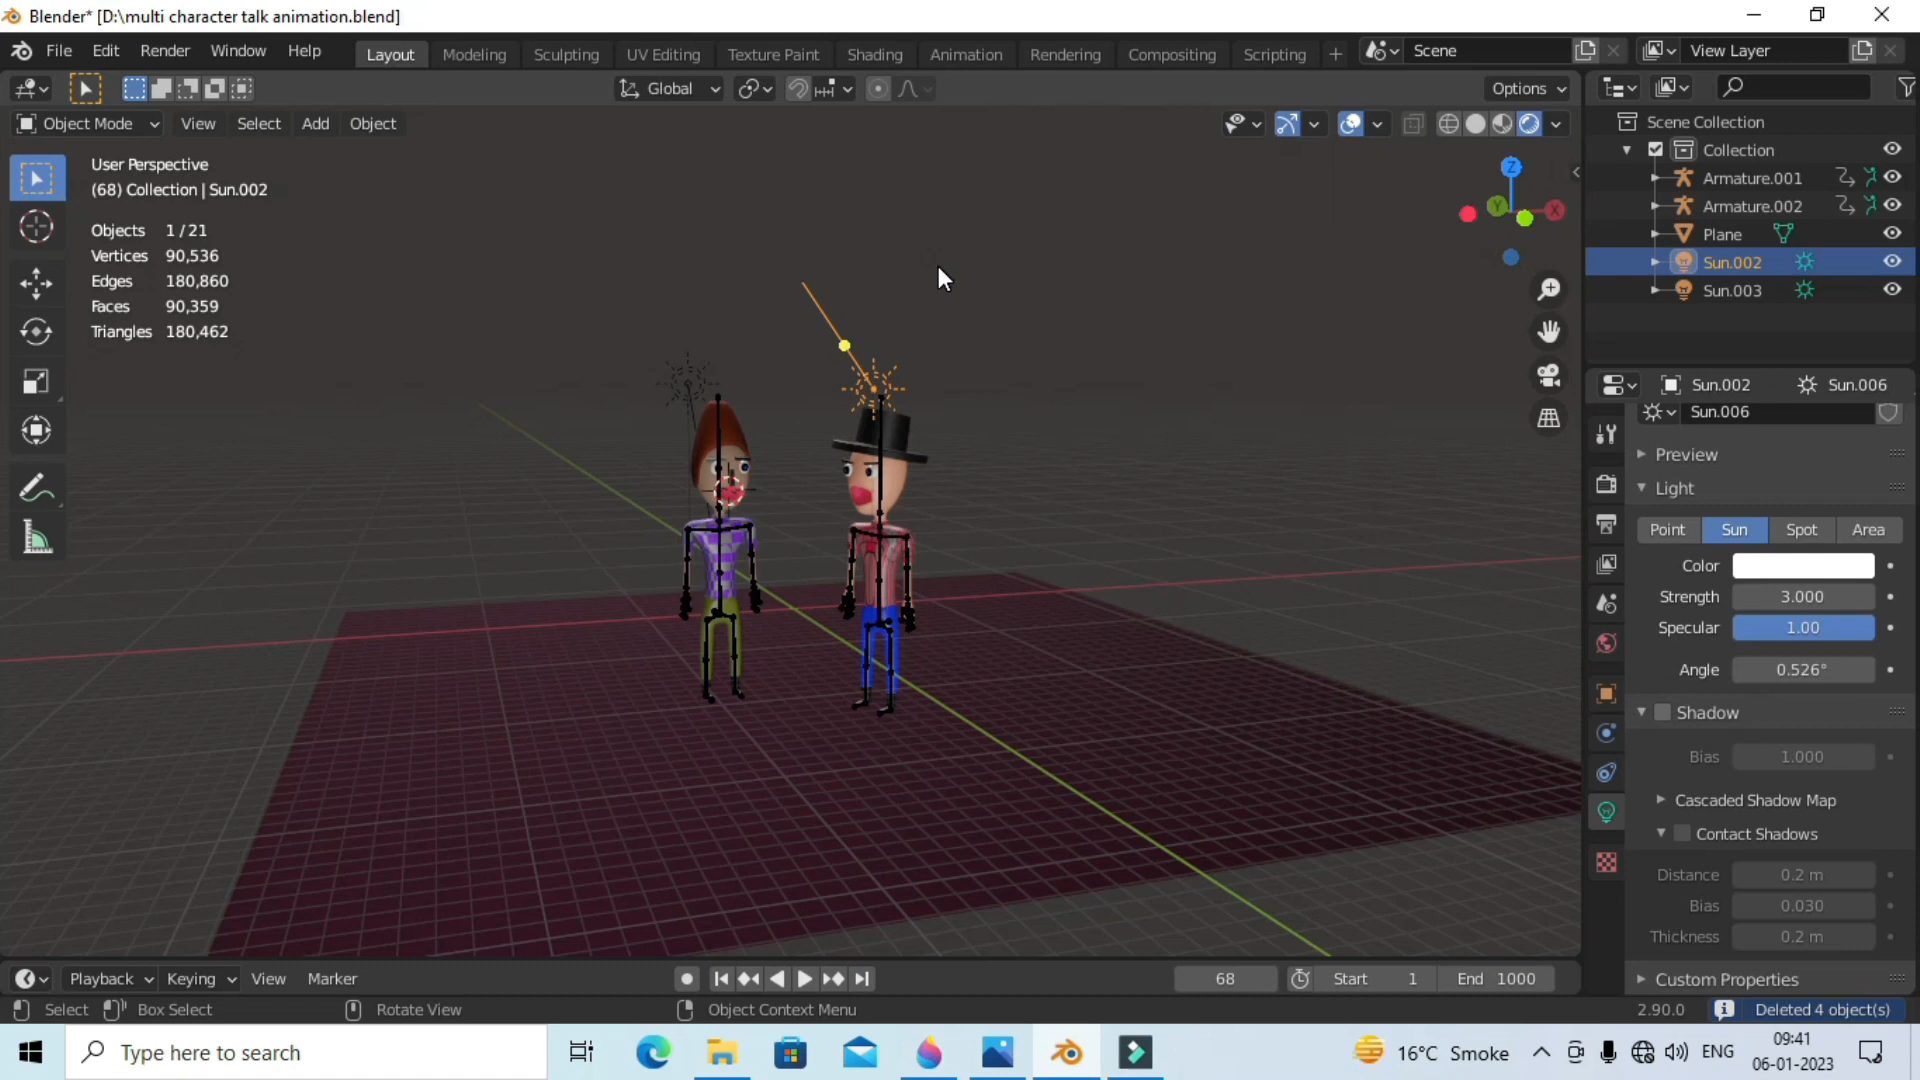 Blender* [D:\multi character talk animation.blend]
File Edit Render Window Help Layout Modeling Sculpting UV Editing Texture Paint Shading Animation Rendering Compositing Scripting + Scene View Layer
Global Options
Object Mode View Select Add Object
User Perspective
(68) Collection | Sun.002
Objects 1/21
Vertices 90,536
Edges 180,860
Faces 90,359
Triangles 180,462
Z
Y
X
Scene Collection
Collection
Armature.001
Armature.002
Plane
Sun.002
Sun.003
Sun.002 Sun.006
Sun.006
Preview
Light
Point Sun Spot Area
Color
Strength 3.000
Specular 1.00
Angle 0.526°
Shadow
Bias 1.000
Cascaded Shadow Map
Contact Shadows
Distance 0.2 m
Bias 0.030
Thickness 0.2 m
Custom Properties
Playback Keying View Marker 68 Start 1 End 1000
Select Box Select Rotate View Object Context Menu 2.90.0 Deleted 4 object(s)
Type here to search 16°C Smoke ENG 09:41
06-01-2023